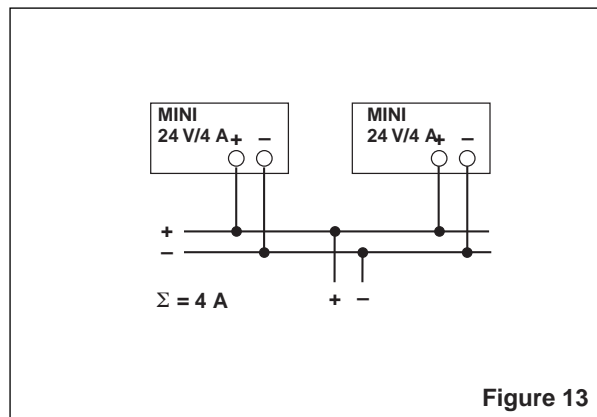 MINI
24 V/4 A + –
MINI
24 V/4 A + –
+
–
Σ = 4 A
+ –
Figure 13